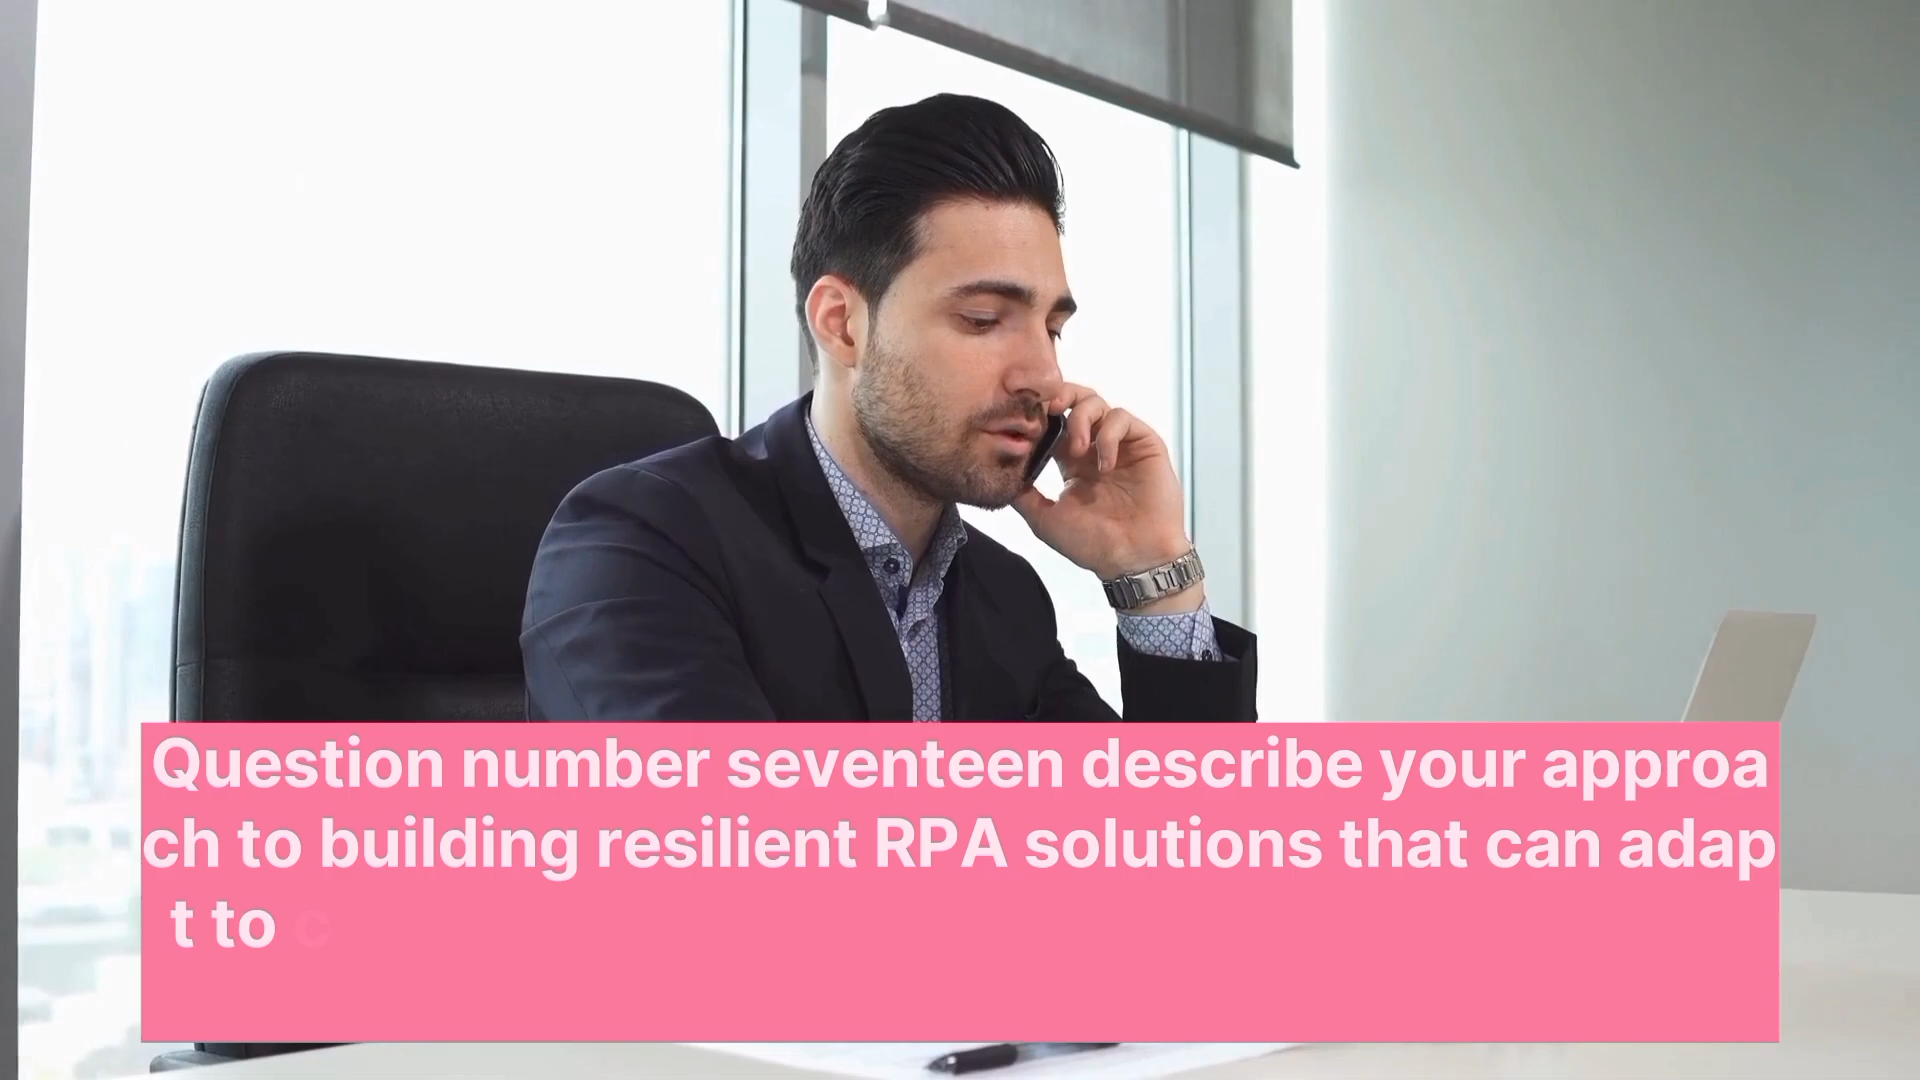 Question number seventeen describe your approa
ch to building resilient RPA solutions that can adap
t to c